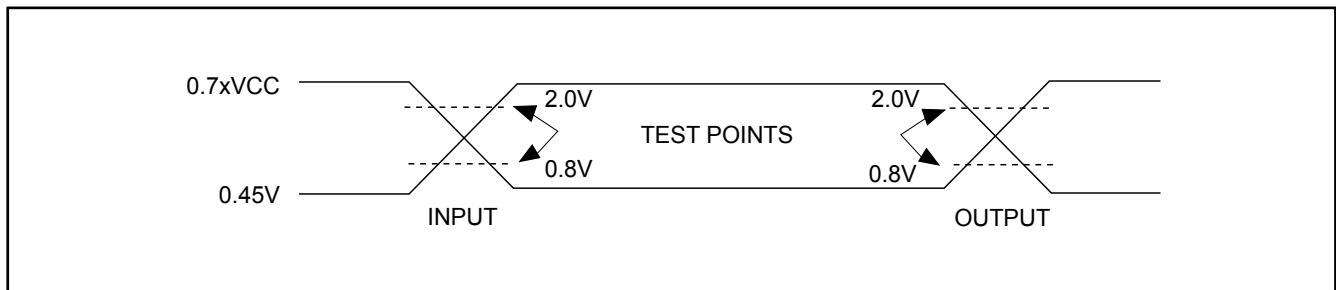 0.7xVCC
2.0V
2.0V
TEST POINTS
0.8V
0.8V
0.45V
INPUT
OUTPUT